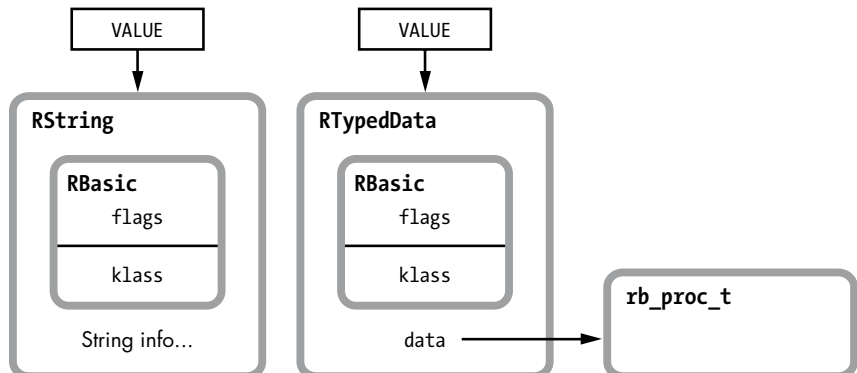 VALUE
VALUE
RString
RTypedData
RBasic
flags
klass
RBasic
flags
klass
String info...
data
rb_proc_t